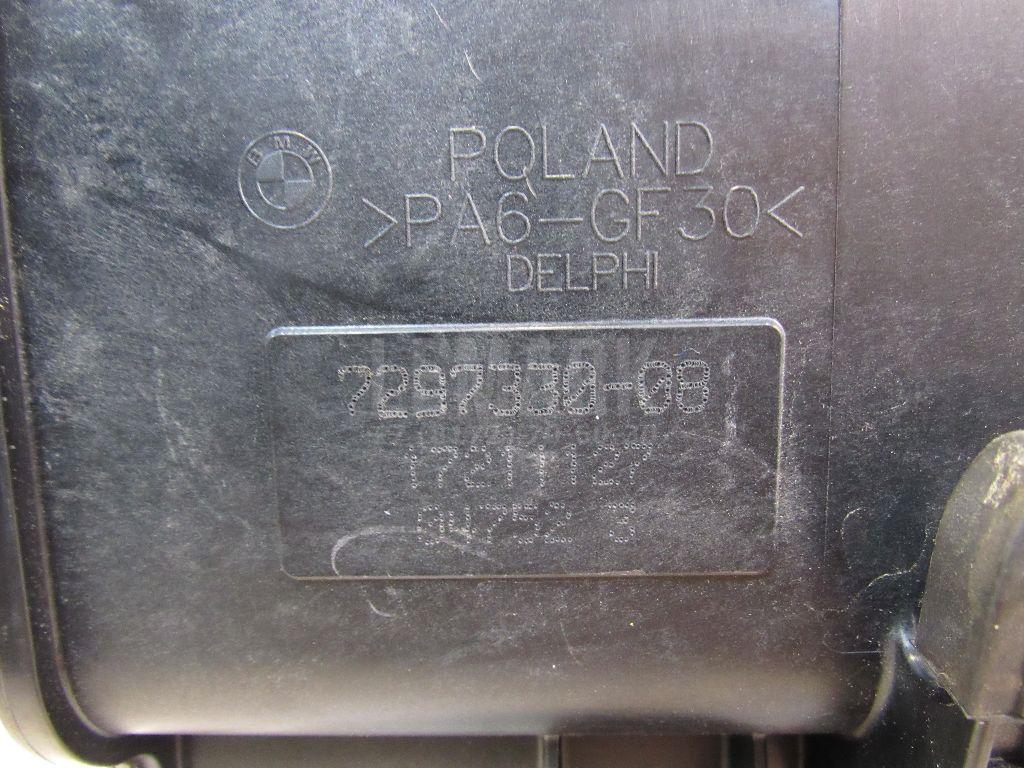 BMW
POLAND
>PA6-GF30<
DELPHI
7297330-08
17211127